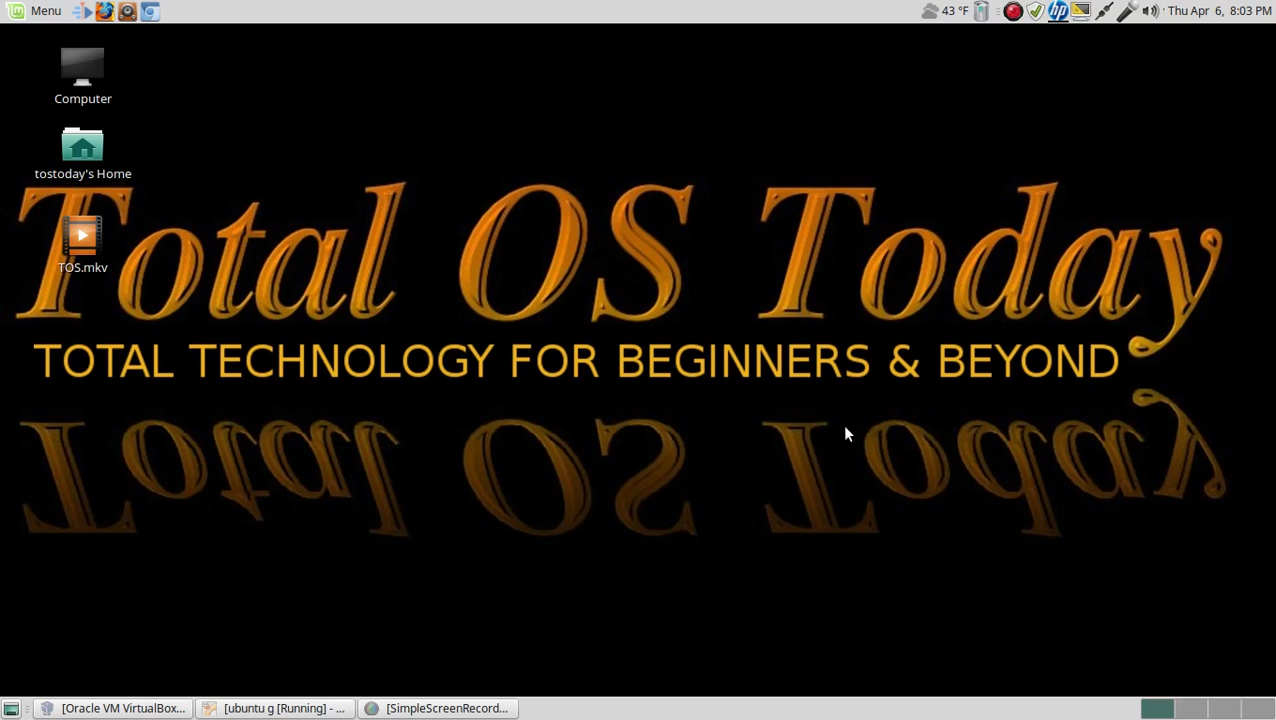 Menu
43 °F
Thu Apr 6, 8:03 PM
Computer
tostoday's Home
TOS.mkv
Total OS Today
TOTAL TECHNOLOGY FOR BEGINNERS & BEYOND
Total OS Today
[Oracle VM VirtualBox...
[ubuntu g [Running] - ...
[SimpleScreenRecord...
hp